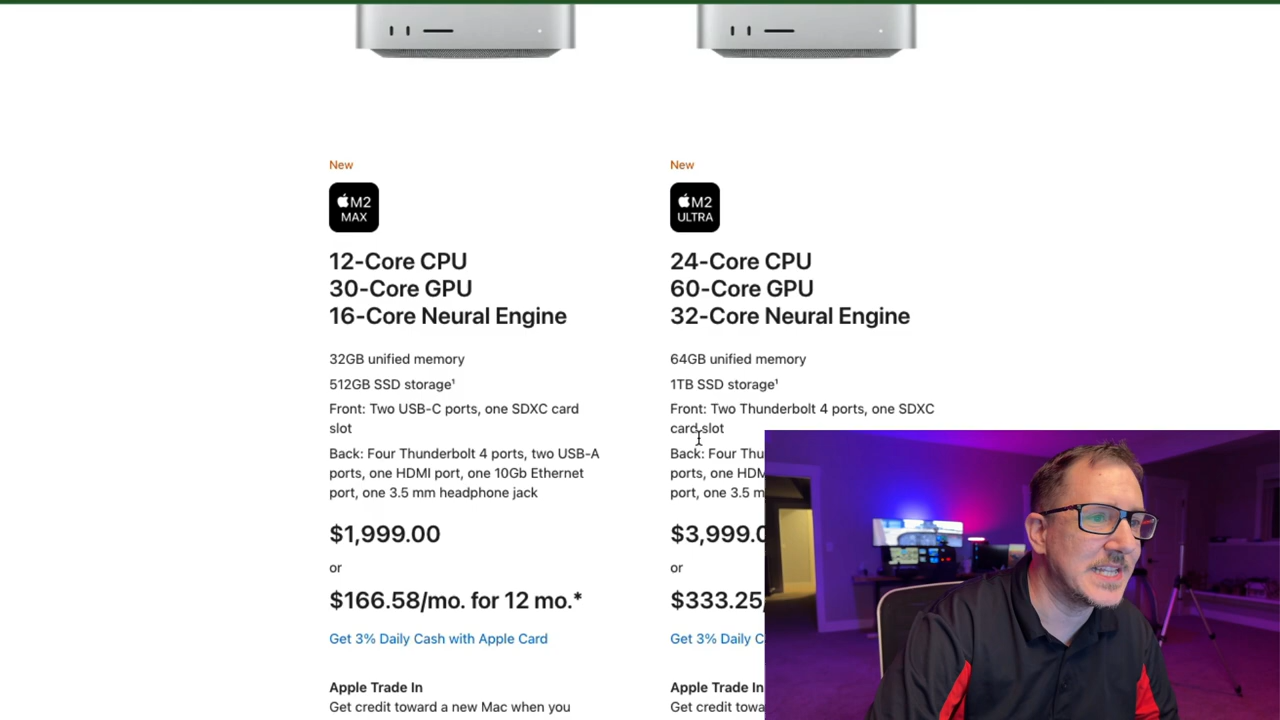 New
M2
MAX
12-Core CPU
30-Core GPU
16-Core Neural Engine
32GB unified memory
512GB SSD storage¹
Front: Two USB-C ports, one SDXC card
slot
Back: Four Thunderbolt 4 ports, two USB-A
ports, one HDMI port, one 10Gb Ethernet
port, one 3.5 mm headphone jack
$1,999.00
or
$166.58/mo. for 12 mo.*
Get 3% Daily Cash with Apple Card
Apple Trade In
Get credit toward a new Mac when you
New
M2
ULTRA
24-Core CPU
60-Core GPU
32-Core Neural Engine
64GB unified memory
1TB SSD storage¹
Front: Two Thunderbolt 4 ports, one SDXC
card slot
Back: Four Thu
ports, one HDM
port, one 3.5 m
$3,999.0
or
$333.25/
Get 3% Daily C
Apple Trade In
Get credit towa